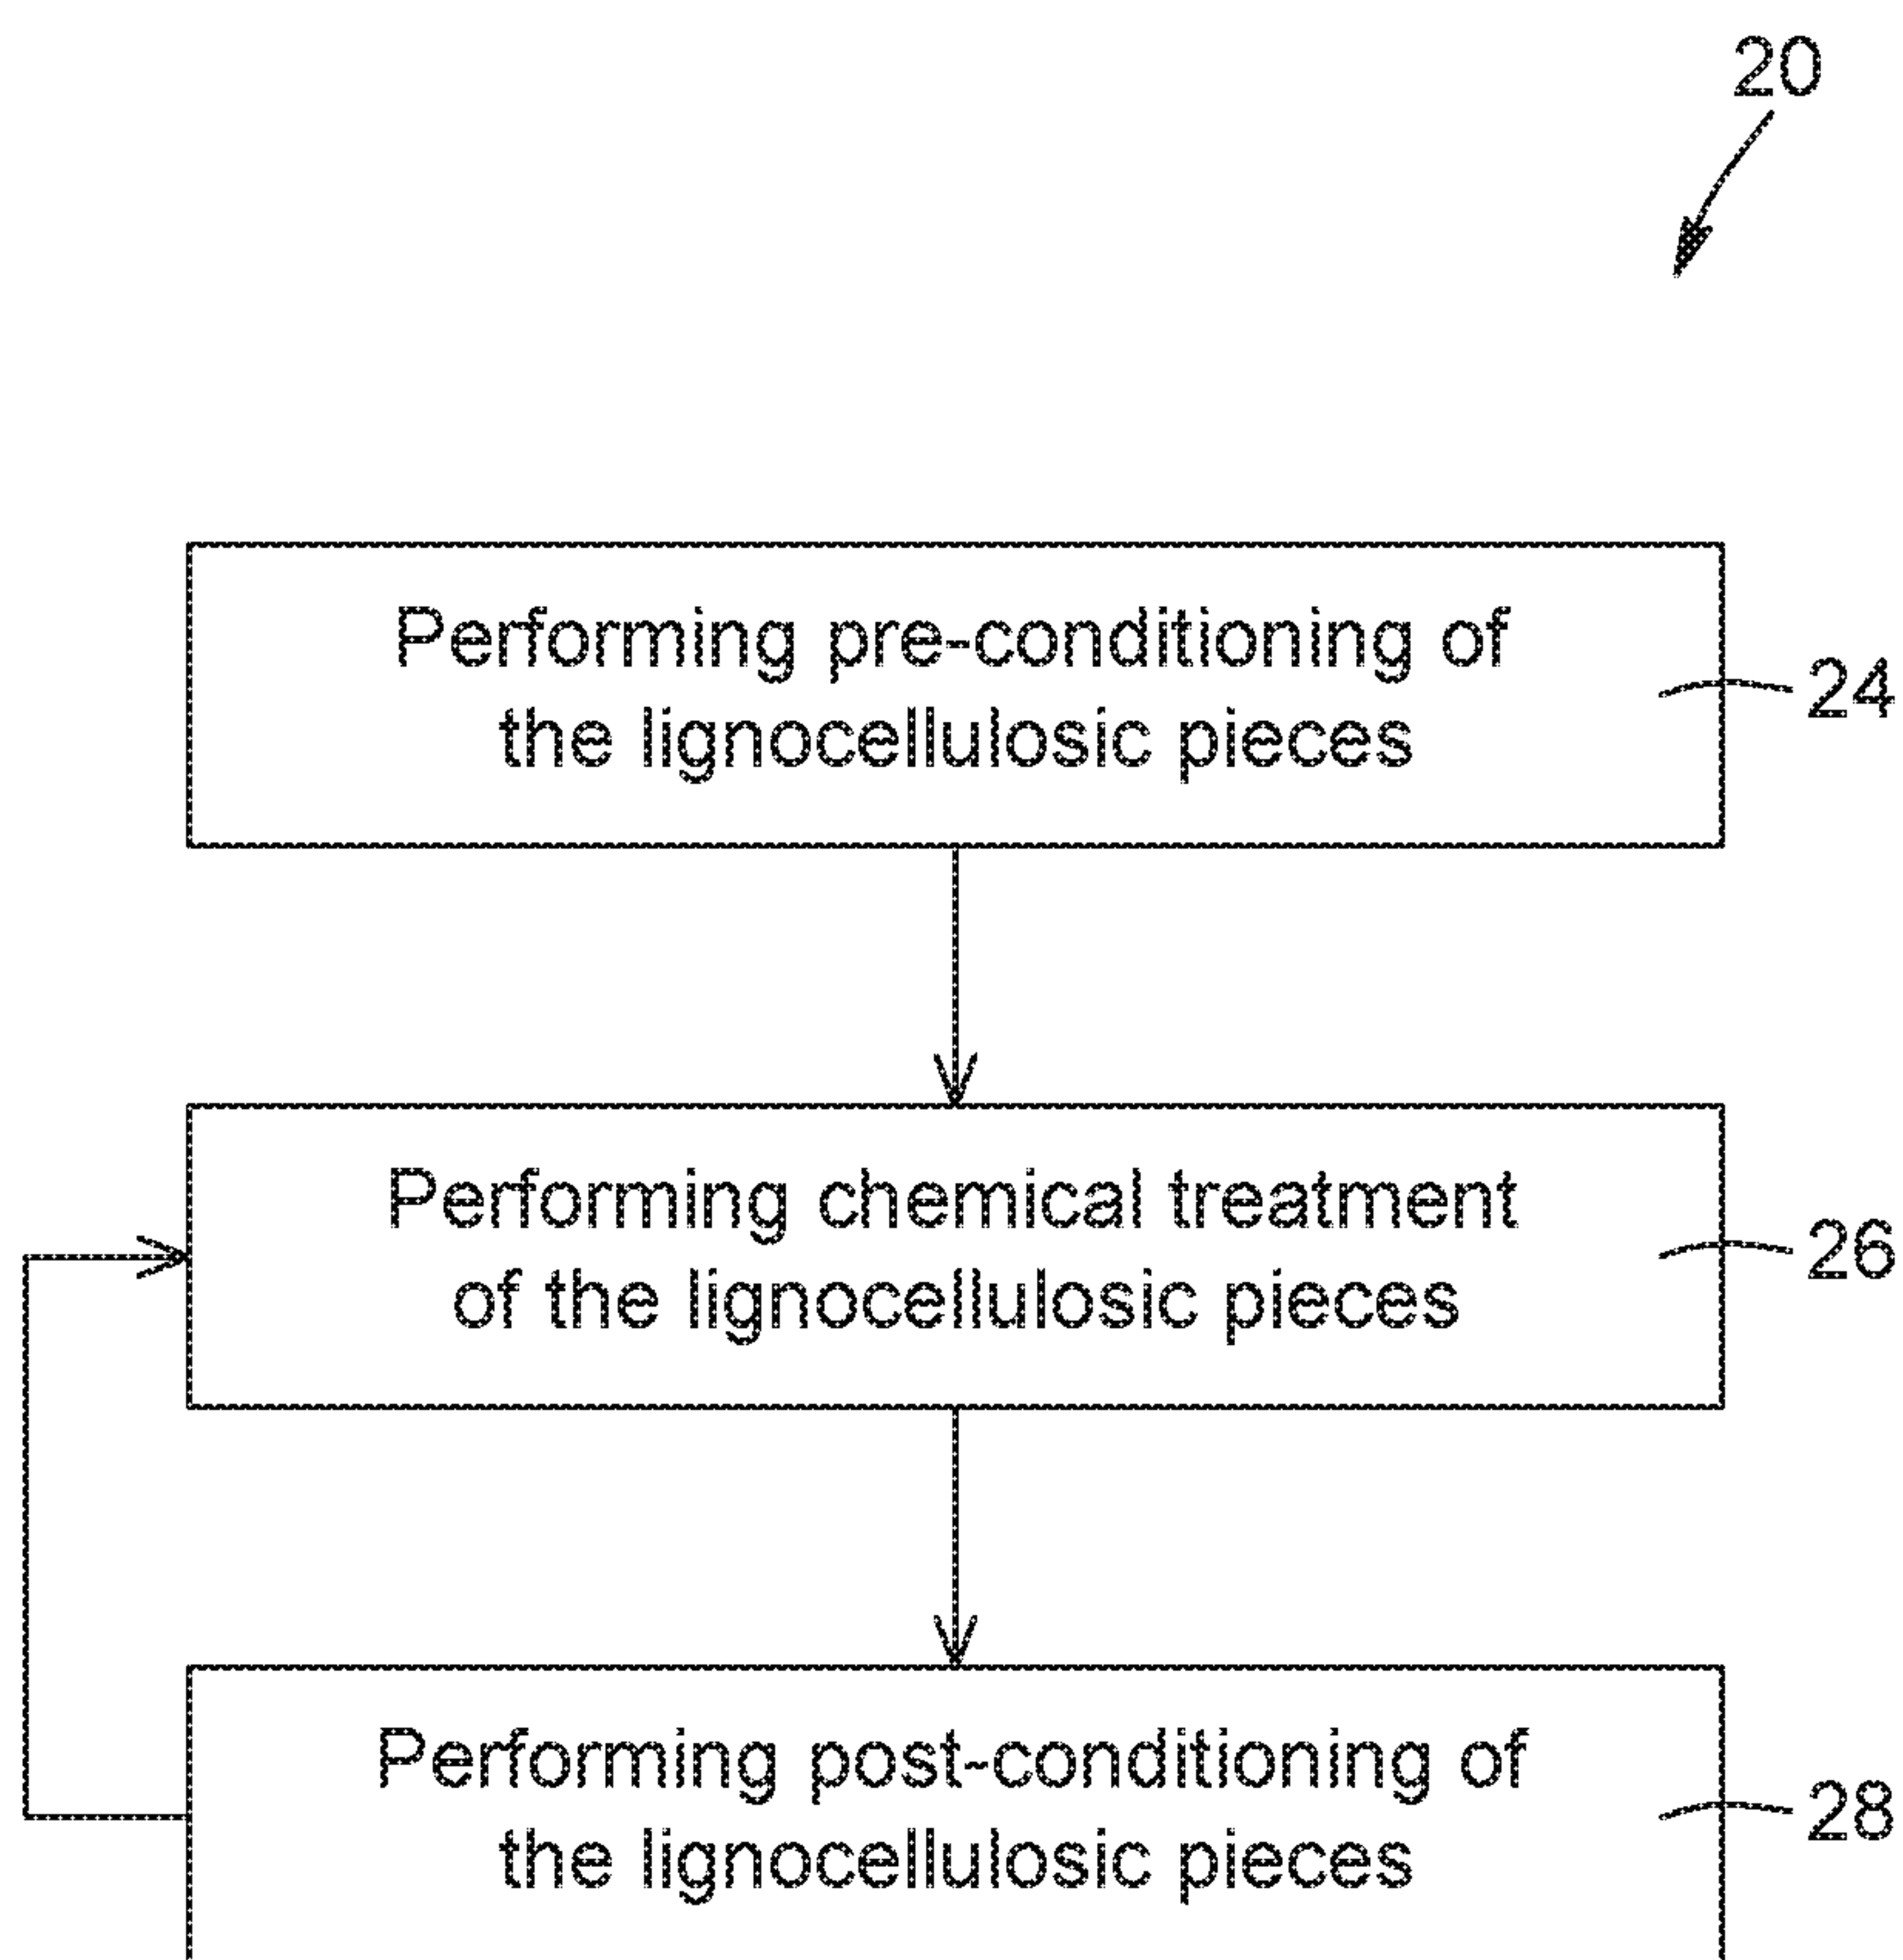 20
Performing pre-conditioning of
the lignocellulosic pieces
24
Performing chemical treatment
of the lignocellulosic pieces
26
Performing post-conditioning of
the lignocellulosic pieces
28